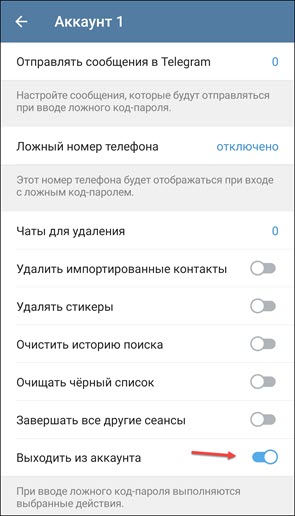 Аккаунт 1
Отправлять сообщения в Telegram 0
Настройте сообщения, которые будут отправляться
при вводе ложного код-пароля.
Ложный номер телефона отключено
Этот номер телефона будет отображаться при входе
с ложным код-паролем.
Чаты для удаления 0
Удалить импортированные контакты
Удалять стикеры
Очистить историю поиска
Очищать чёрный список
Завершать все другие сеансы
Выходить из аккаунта
При вводе ложного код-пароля выполняются
выбранные действия.